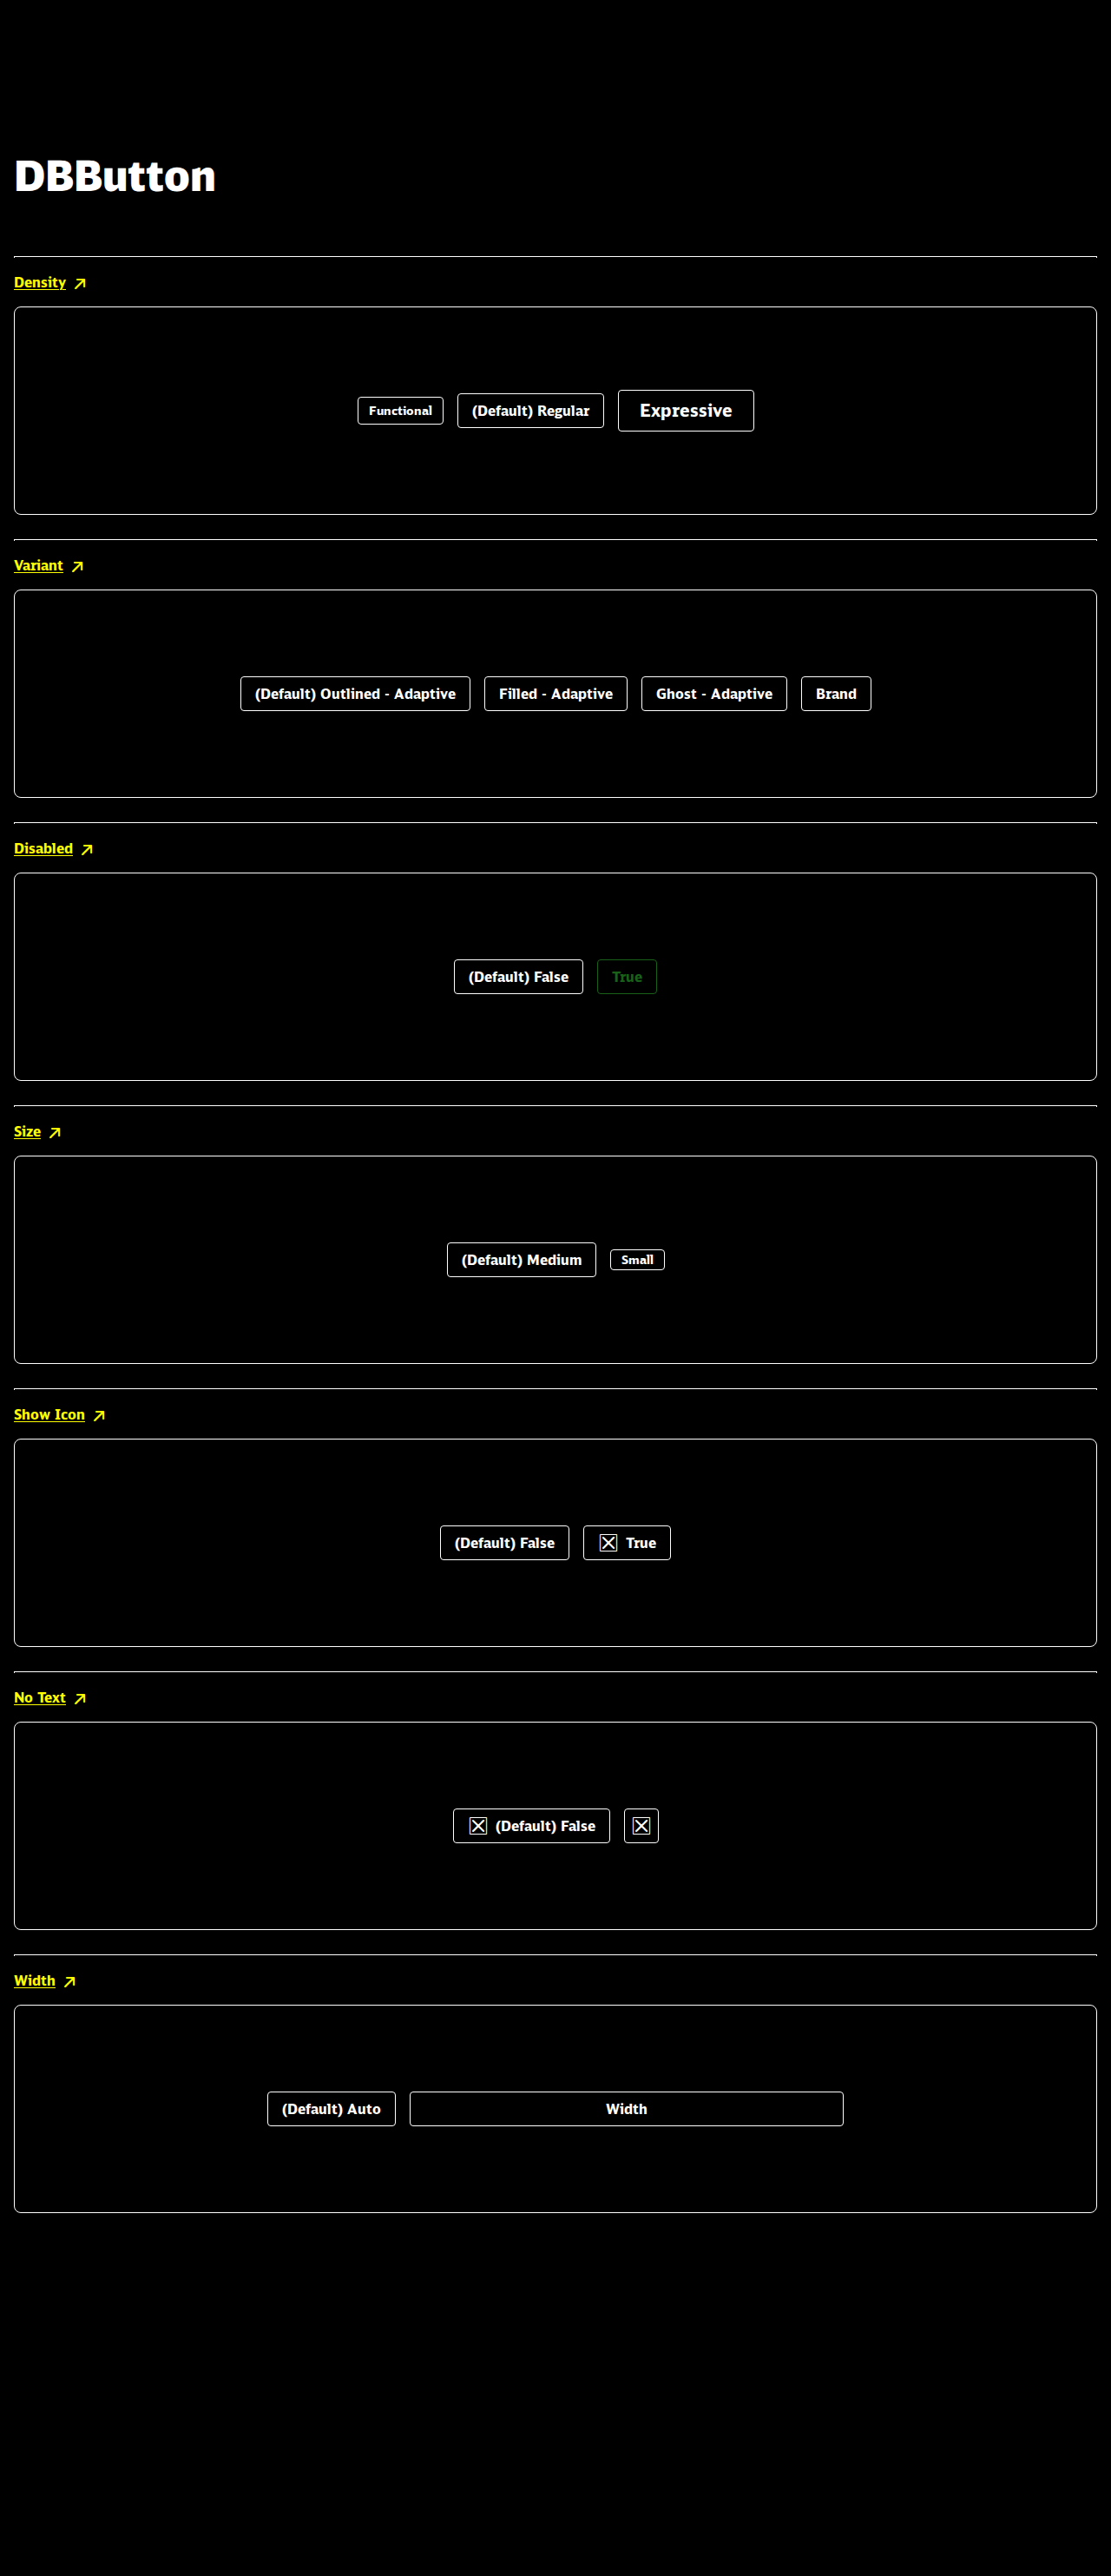 DBButton
Density
Functional (Default) Regular Expressive
Variant
(Default) Outlined - Adaptive Filled - Adaptive Ghost - Adaptive Brand
Disabled
(Default) False True
Size
(Default) Medium Small
Show Icon
(Default) False True
No Text
(Default) False
Width
(Default) Auto Width